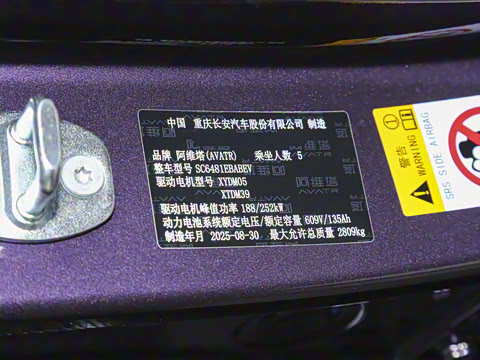 中国 重庆长安汽车股份有限公司 制造
品牌 阿维塔(AVATR) 乘坐人数 5
整车型号 SC6481EBABEV
驱动电机型号 XYDM05
XTDM39
驱动电机峰值功率 188/252kW
动力电池系统额定电压/额定容量 609V/135Ah
制造年月 2025-08-30 最大允许总质量 2809kg
警告
WARNING
SRS SIDE AIRBAG